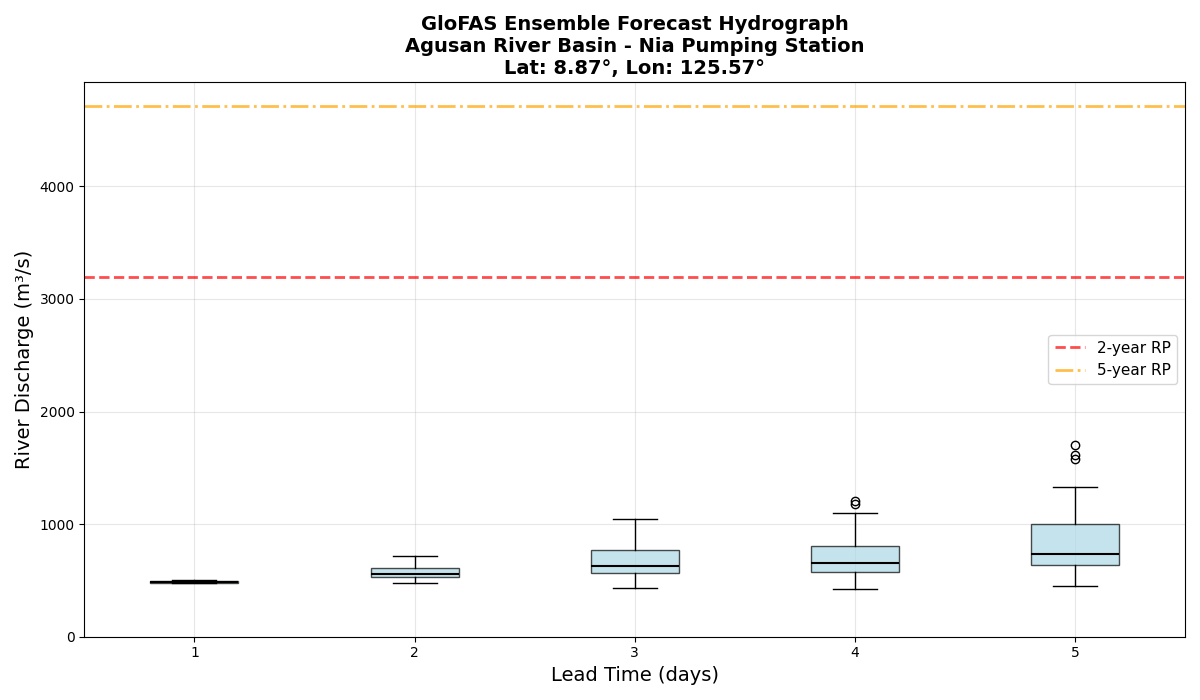 GloFAS Ensemble Forecast Hydrograph
Agusan River Basin - Nia Pumping Station
Lat: 8.87°, Lon: 125.57°
River Discharge (m³/s)
4000
3000
2000
1000
0
2-year RP
5-year RP
1
2
3
4
5
Lead Time (days)